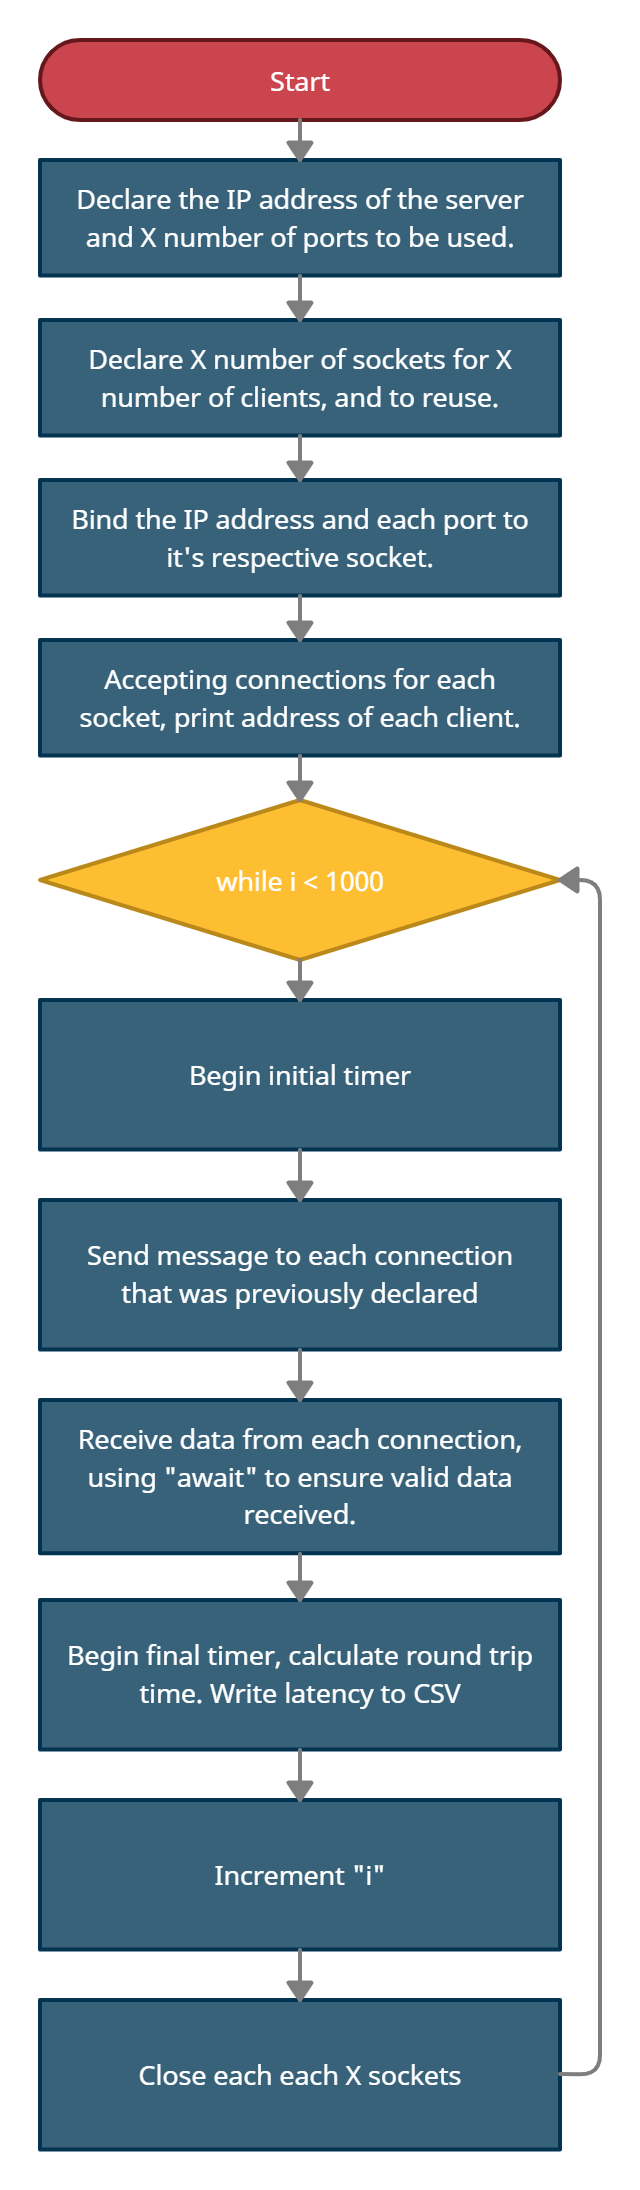 Start
Declare the IP address of the server
and X number of ports to be used.
Declare X number of sockets for X
number of clients, and to reuse.
Bind the IP address and each port to
it's respective socket.
Accepting connections for each
socket, print address of each client.
while i < 1000
Begin initial timer
Send message to each connection
that was previously declared
Receive data from each connection,
using "await" to ensure valid data
received.
Begin final timer, calculate round trip
time. Write latency to CSV
Increment "i"
Close each each X sockets